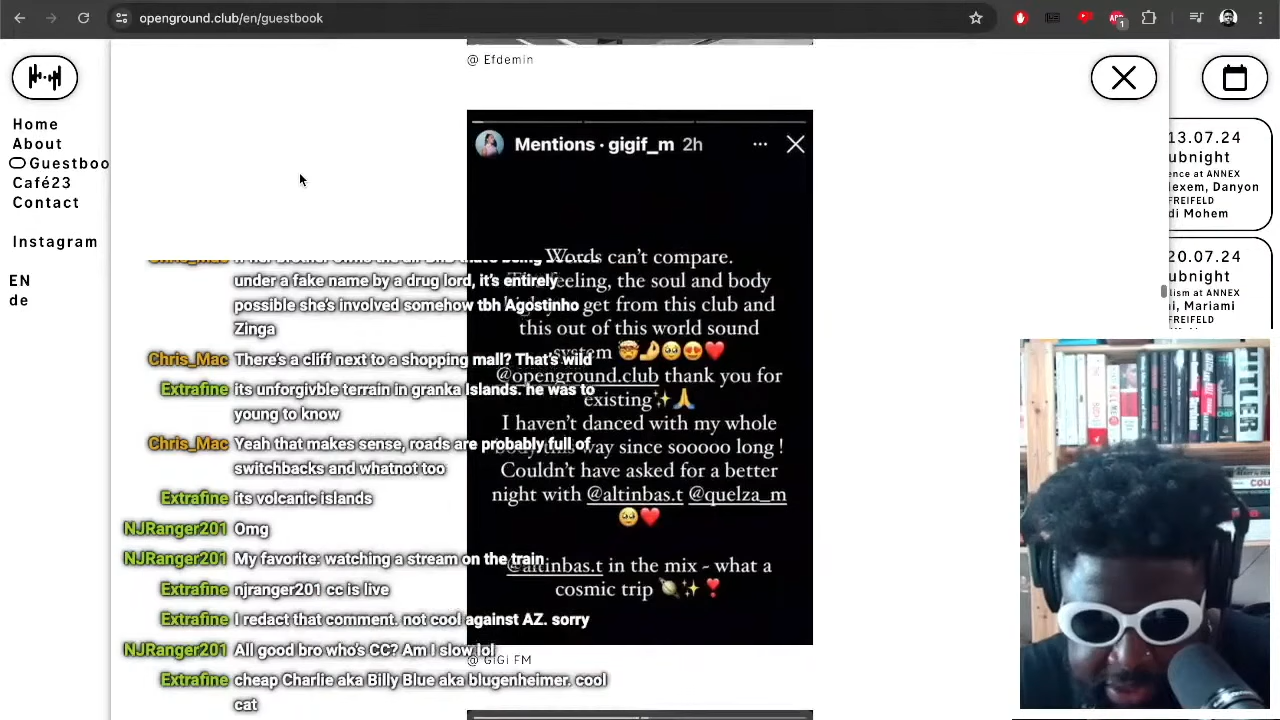 openground.club/en/guestbook
1
Home
About
Guestboo
Café23
Contact
Instagram
EN
de
@ Efdemin
Mentions · gigif_m 2h
Words can't compare.
feeling, the soul and body
get from this club and
this out of this world sound
system 🤯🤌🥹😍❤️
@openground.club thank you for
existing✨🙏
I haven't danced with my whole
body this way since sooooo long !
Couldn't have asked for a better
night with @altinbas.t @quelza_m
🥹❤️
@altinbas.t in the mix - what a
cosmic trip 🪐✨❣️
@ GIGI FM
under a fake name by a drug lord, it's entirely
possible she's involved somehow tbh Agostinho
Zinga
Chris_Mac There's a cliff next to a shopping mall? That's wild
Extrafine its unforgivble terrain in granka Islands. he was to
young to know
Chris_Mac Yeah that makes sense, roads are probably full of
switchbacks and whatnot too
Extrafine its volcanic islands
NJRanger201 Omg
NJRanger201 My favorite: watching a stream on the train
Extrafine njranger201 cc is live
Extrafine I redact that comment. not cool against AZ. sorry
NJRanger201 All good bro who's CC? Am I slow lol
Extrafine cheap Charlie aka Billy Blue aka blugenheimer. cool
cat
13.07.24
ubnight
ence at ANNEX
lexem, Danyon
FREIFELD
di Mohem
20.07.24
ubnight
lism at ANNEX
i, Mariami